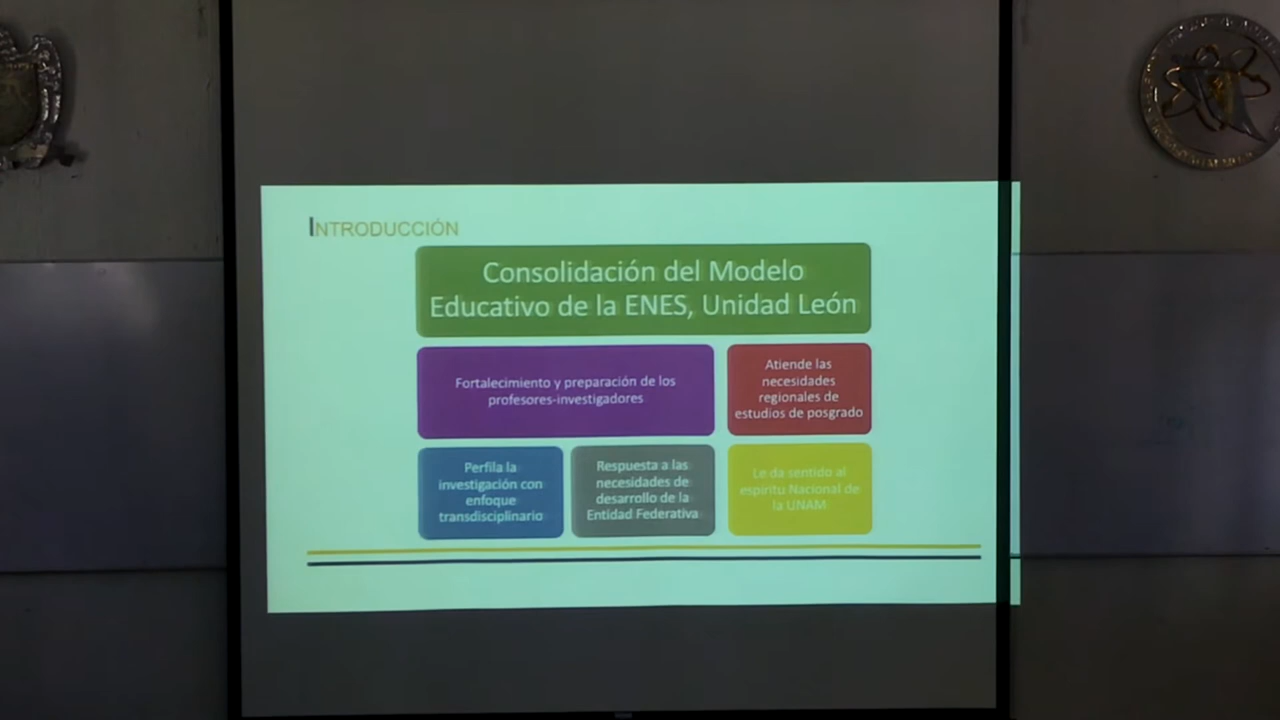 INTRODUCCIÓN
Consolidación del Modelo
Educativo de la ENES, Unidad León
Fortalecimiento y preparación de los
profesores-investigadores
Atiende las
necesidades
regionales de
estudios de posgrado
Perfila la
investigación con
enfoque
transdisciplinario
Respuesta a las
necesidades de
desarrollo de la
Entidad Federativa
Le da sentido al
espíritu Nacional de
la UNAM